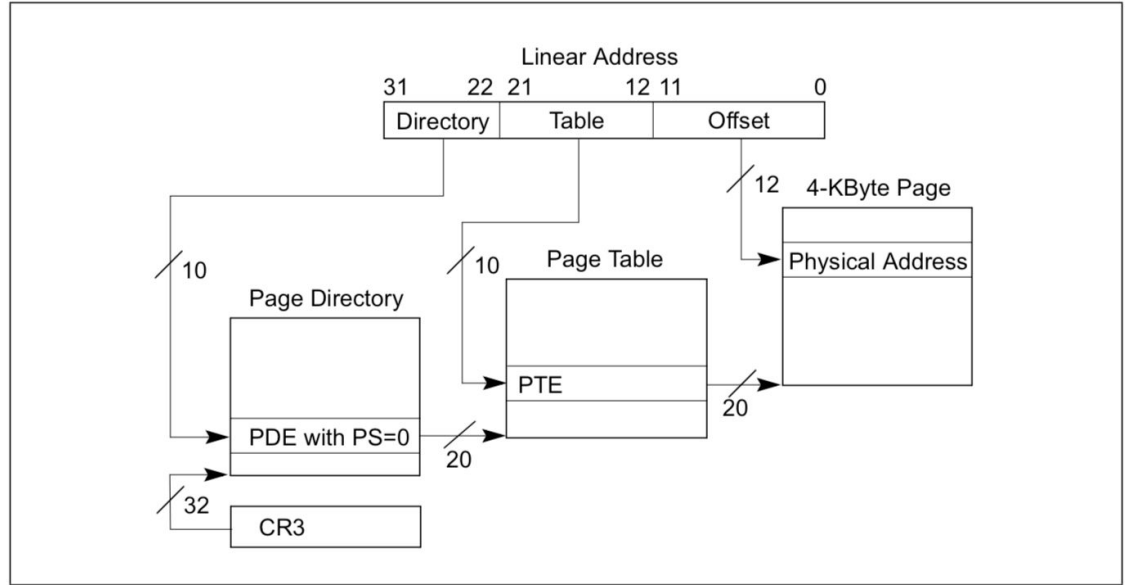 Linear Address
31 22 21 12 11 0
Directory Table Offset
12
4-KByte Page
Physical Address
10
10
Page Table
Page Directory
PTE
20
PDE with PS=0
20
32
CR3